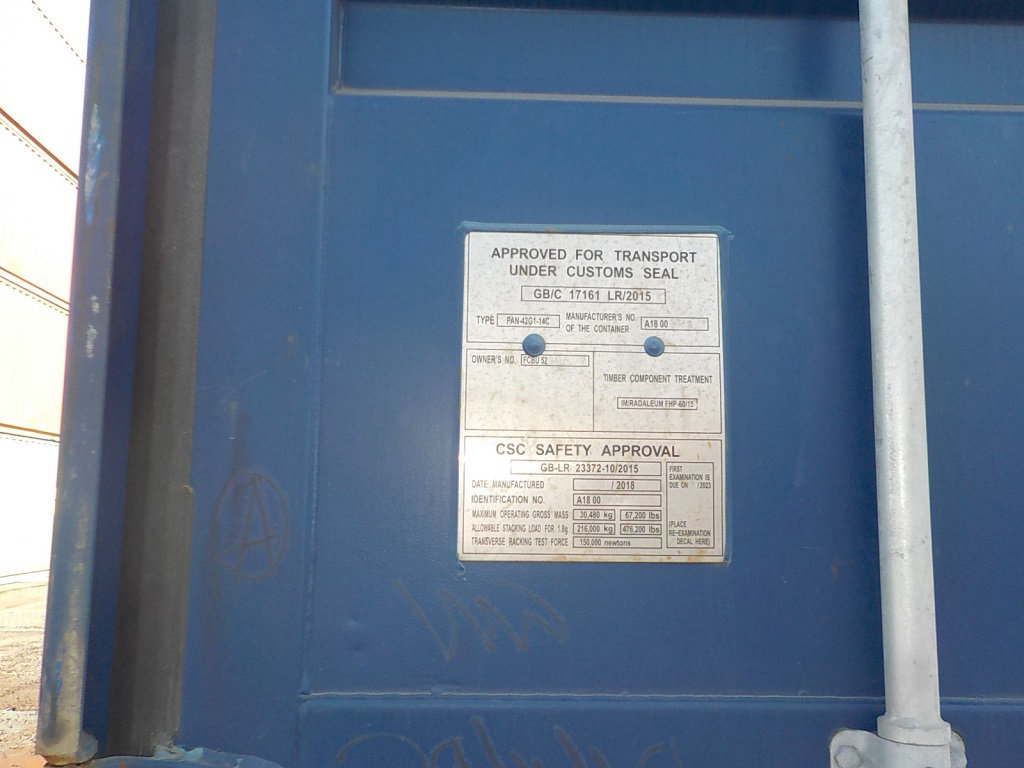 APPROVED FOR TRANSPORT
UNDER CUSTOMS SEAL
GB/C 17161 LR/2015
TYPE PAN-42G1-14C MANUFACTURER'S NO. OF THE CONTAINER A18 00
OWNER'S NO. FCBU 52
TIMBER COMPONENT TREATMENT
IM/RADALEUM FHP-60/18
CSC SAFETY APPROVAL
GB-LR 23372-10/2015
DATE MANUFACTURED / 2018
IDENTIFICATION NO. A18 00
MAXIMUM OPERATING GROSS MASS 30,480 kg 67,200 lbs
ALLOWABLE STACKING LOAD FOR 1.8g 216,000 kg 476,200 lbs
TRANSVERSE RACKING TEST FORCE 150,000 newtons
FIRST
EXAMINATION IS
DUE ON /2023
(PLACE
RE-EXAMINATION
DECAL HERE)